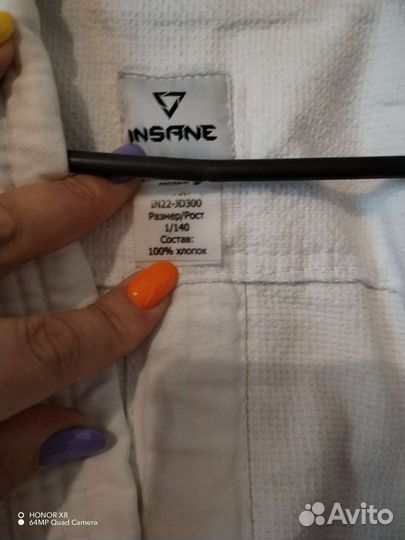 INSANE
IN22-JD300
Размер/Рост
1/140
Состав:
100% хлопок
HONOR X8
64MP Quad Camera
Avito